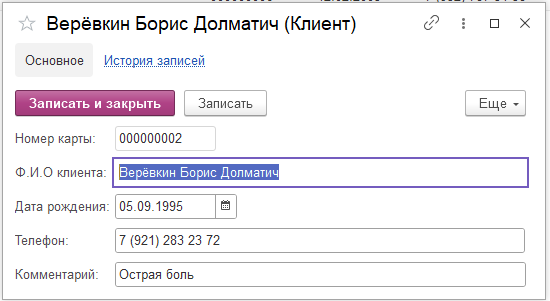 Верёвкин Борис Долматич (Клиент)
Основное История записей
Записать и закрыть Записать Еще
Номер карты: 000000002
Ф.И.О клиента: Верёвкин Борис Долматич
Дата рождения: 05.09.1995
Телефон: 7 (921) 283 23 72
Комментарий: Острая боль